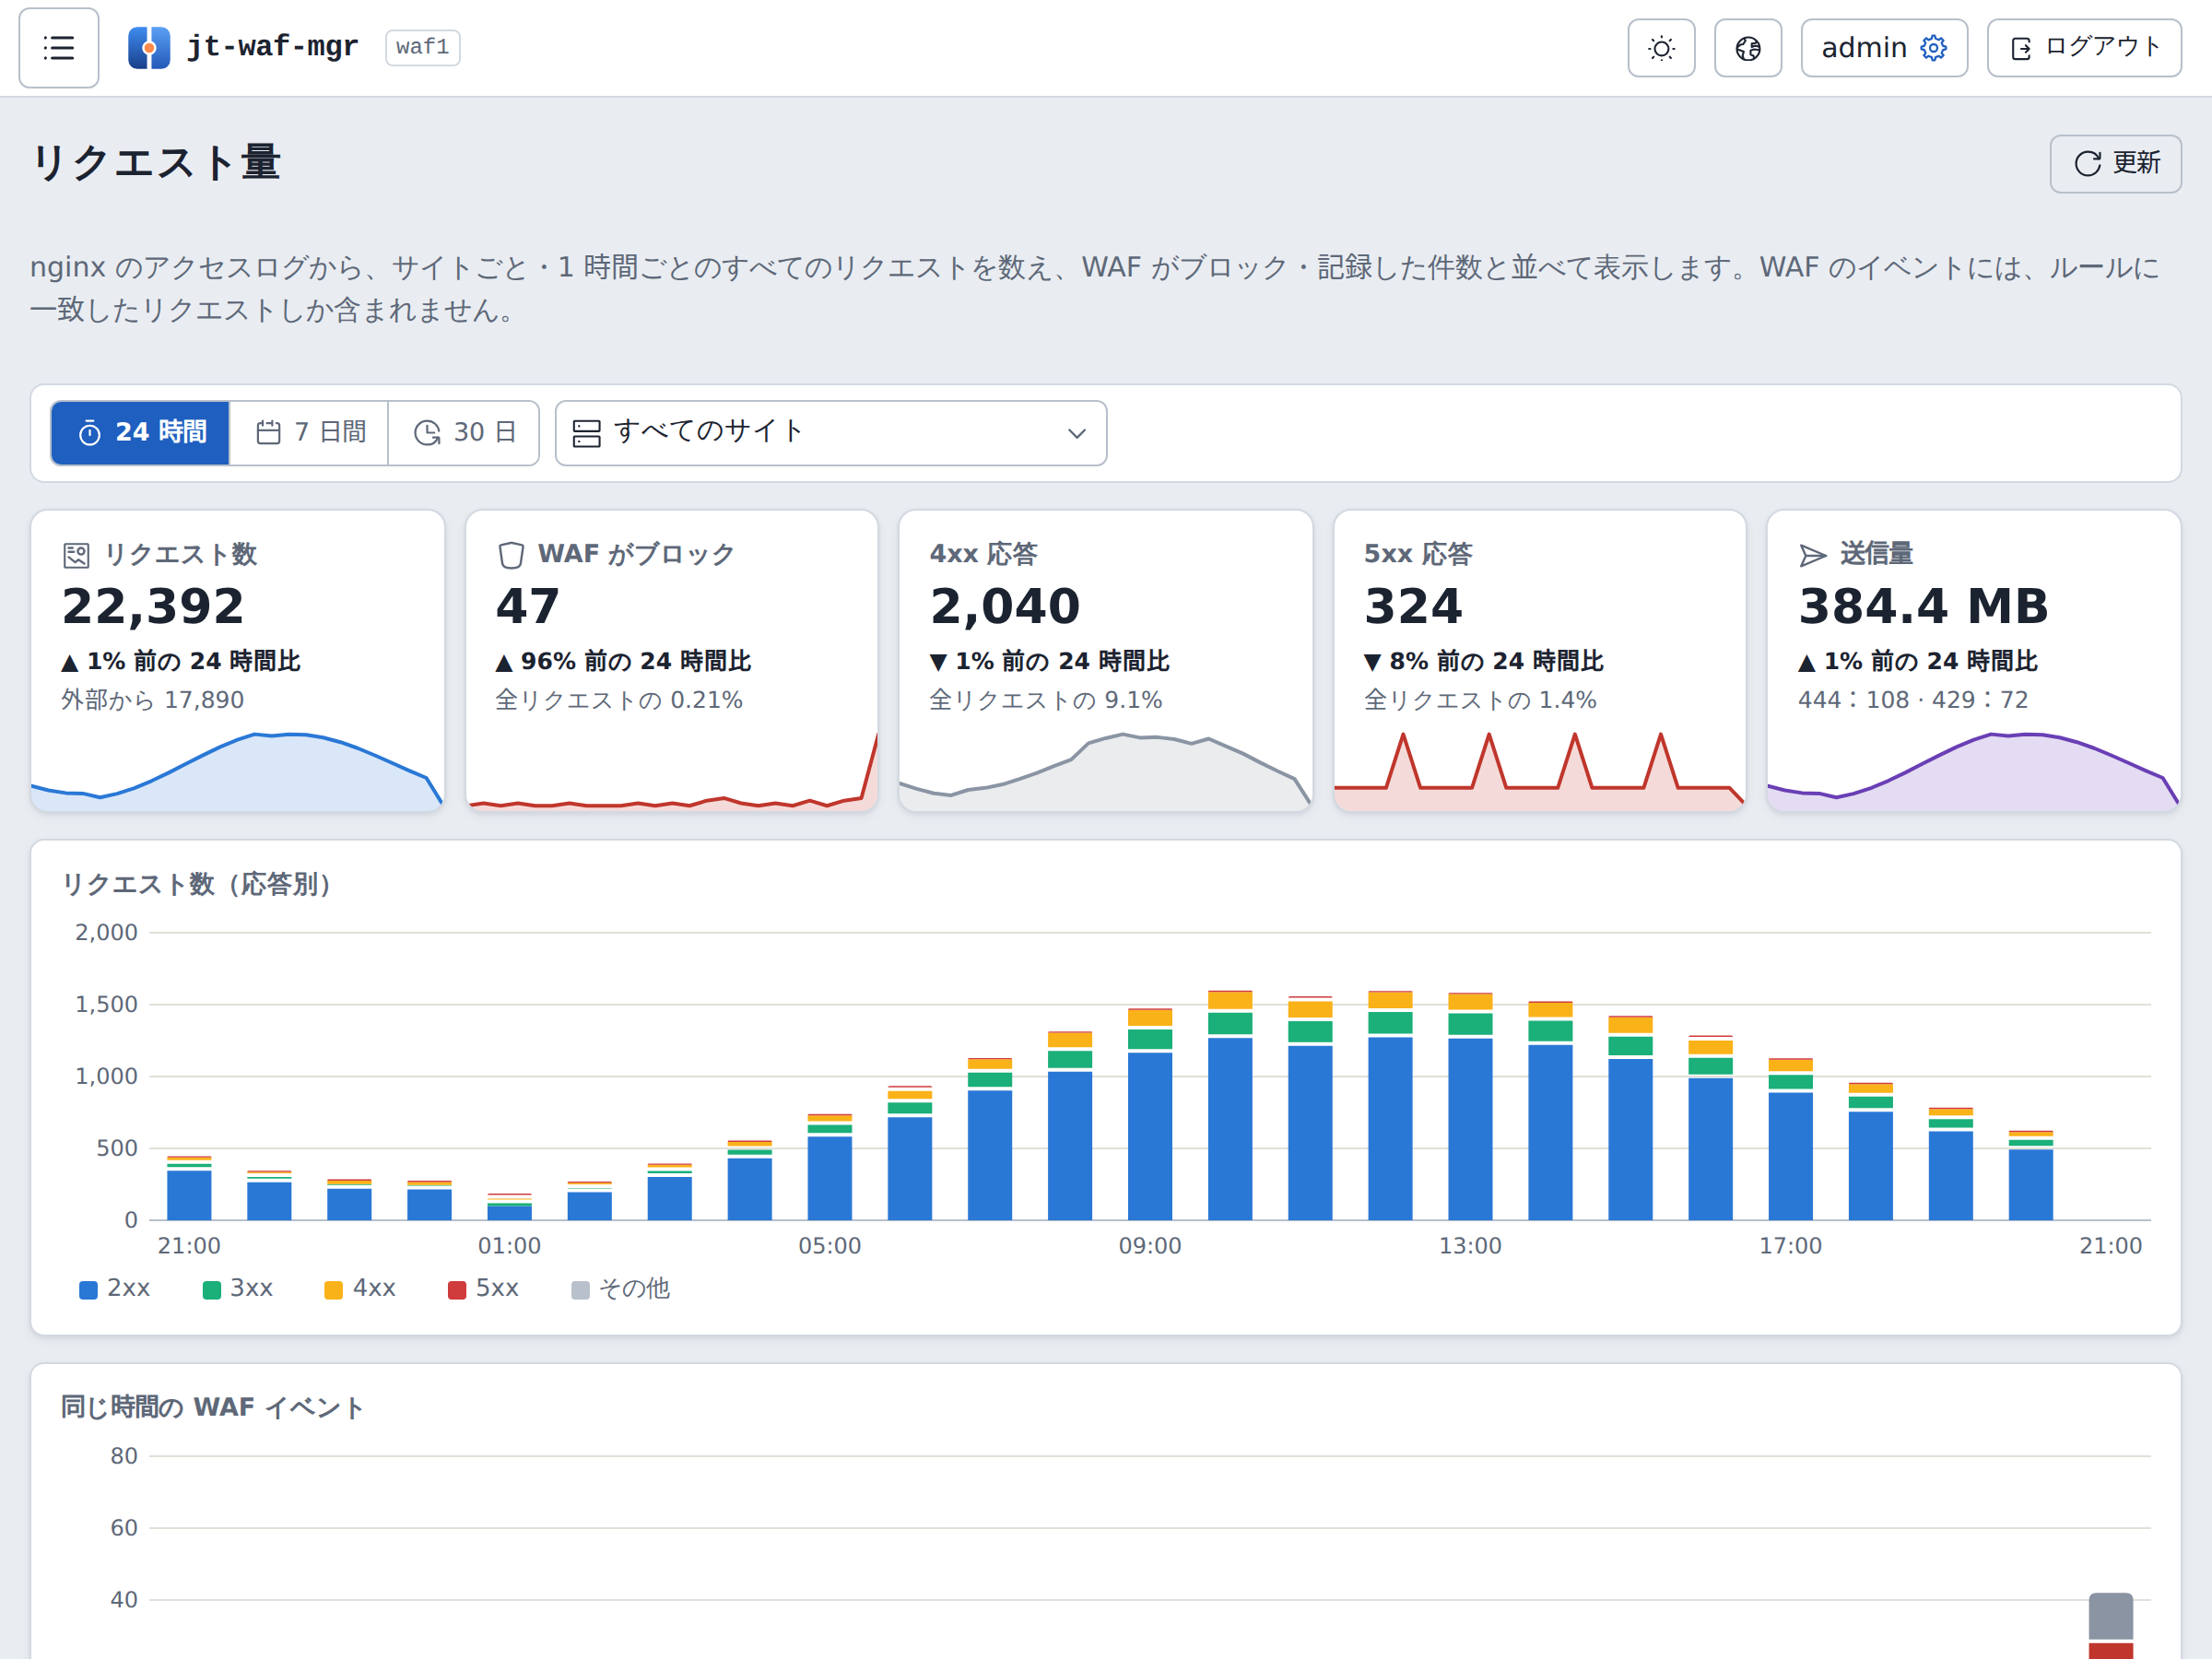 jt-waf-mgr waf1 admin ログアウト
リクエスト量 更新
nginx のアクセスログから、サイトごと・1 時間ごとのすべてのリクエストを数え、WAF がブロック・記録した件数と並べて表示します。WAF のイベントには、ルールに
一致したリクエストしか含まれません。
24 時間 7 日間 30 日 すべてのサイト
リクエスト数
22,392
▲ 1% 前の 24 時間比
外部から 17,890
WAF がブロック
47
▲ 96% 前の 24 時間比
全リクエストの 0.21%
4xx 応答
2,040
▼ 1% 前の 24 時間比
全リクエストの 9.1%
5xx 応答
324
▼ 8% 前の 24 時間比
全リクエストの 1.4%
送信量
384.4 MB
▲ 1% 前の 24 時間比
444：108 · 429：72
リクエスト数（応答別）
2,000
1,500
1,000
500
0
21:00 01:00 05:00 09:00 13:00 17:00 21:00
2xx 3xx 4xx 5xx その他
同じ時間の WAF イベント
80
60
40